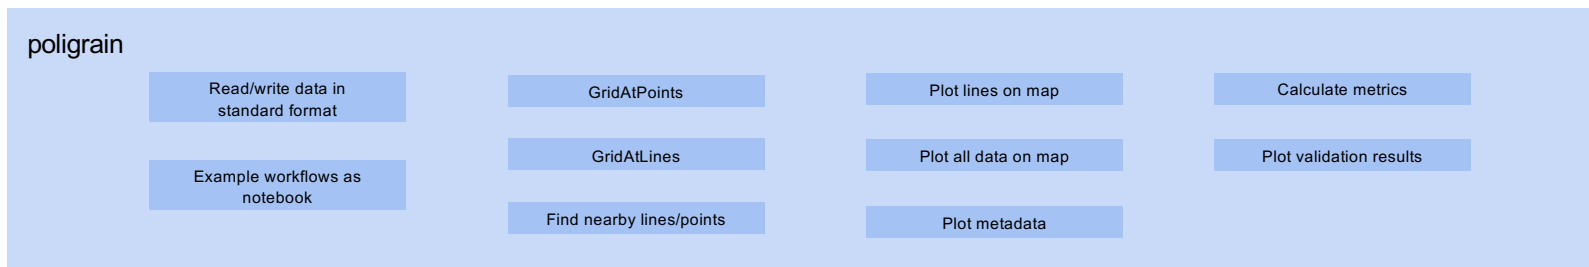 poligrain
Read/write data in
standard format
Example workflows as
notebook
GridAtPoints
GridAtLines
Find nearby lines/points
Plot lines on map
Plot all data on map
Plot metadata
Calculate metrics
Plot validation results